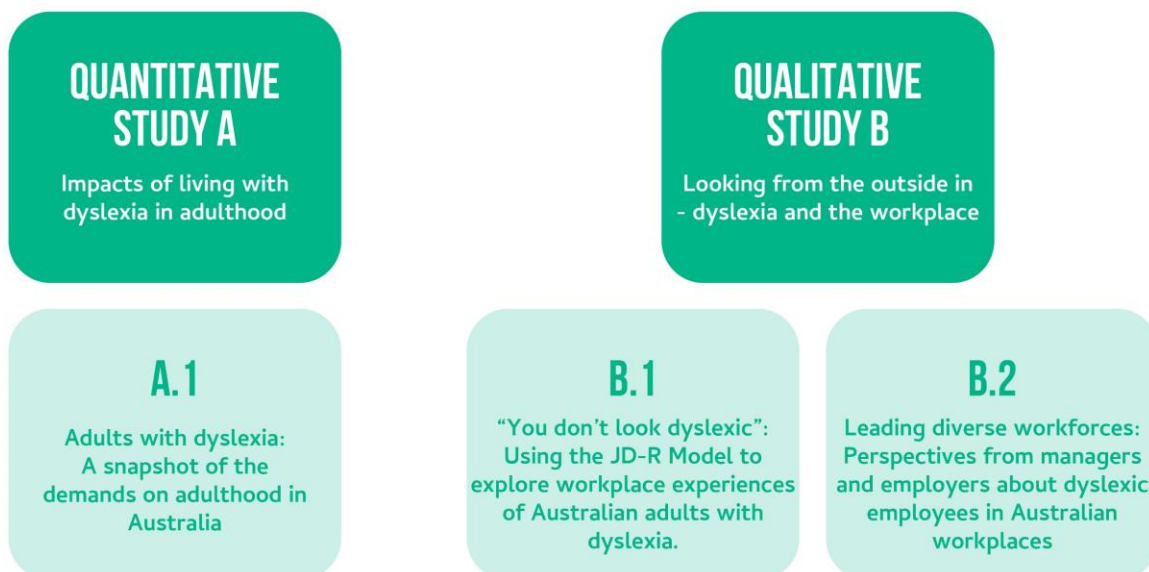 QUANTITATIVE
STUDY A
Impacts of living with
dyslexia in adulthood
QUALITATIVE
STUDY B
Looking from the outside in
- dyslexia and the workplace
A.1
Adults with dyslexia:
A snapshot of the
demands on adulthood in
Australia
B.1
“You don’t look dyslexic”:
Using the JD-R Model to
explore workplace experiences
of Australian adults with
dyslexia.
B.2
Leading diverse workforces:
Perspectives from managers
and employers about dyslexic
employees in Australian
workplaces